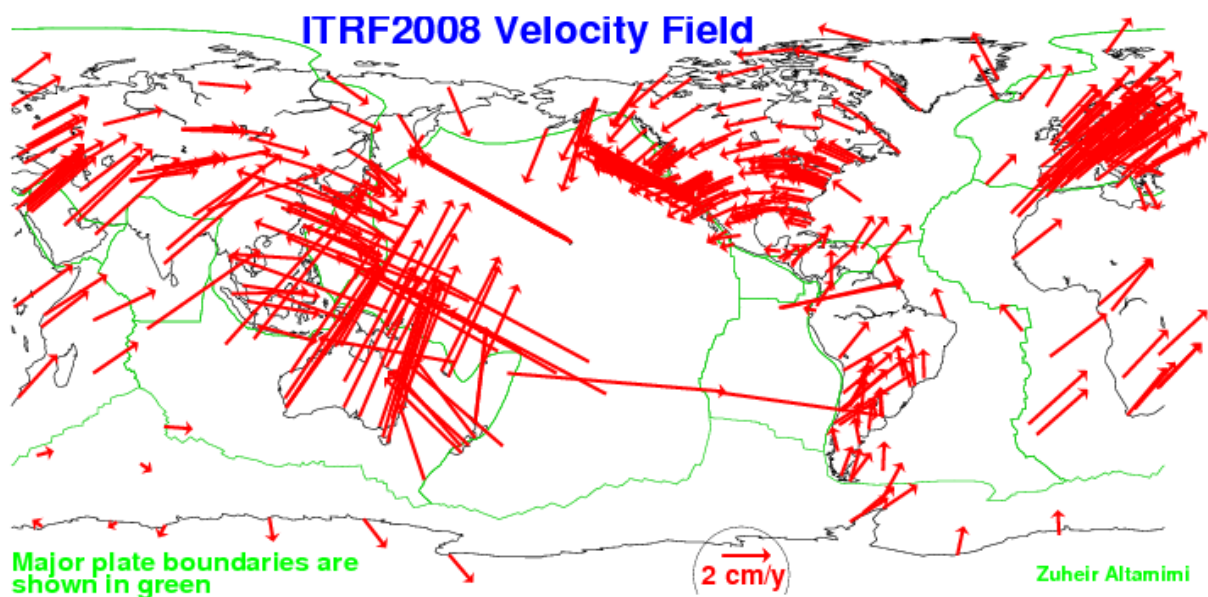 ITRF2008 Velocity Field
Major plate boundaries are
shown in green
2 cm/y
Zuheir Altamimi